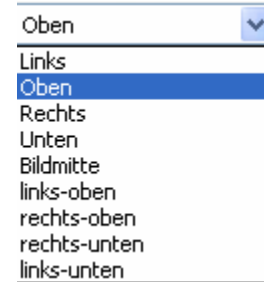 Oben
Links
Oben
Rechts
Unten
Bildmitte
links-oben
rechts-oben
rechts-unten
links-unten